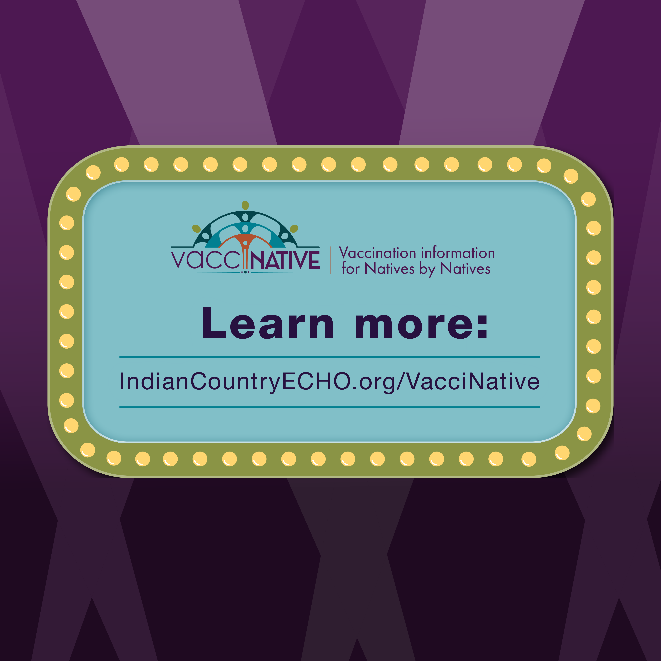 vacciNATIVE
Vaccination information
for Natives by Natives
Learn more:
IndianCountryECHO.org/VacciNative